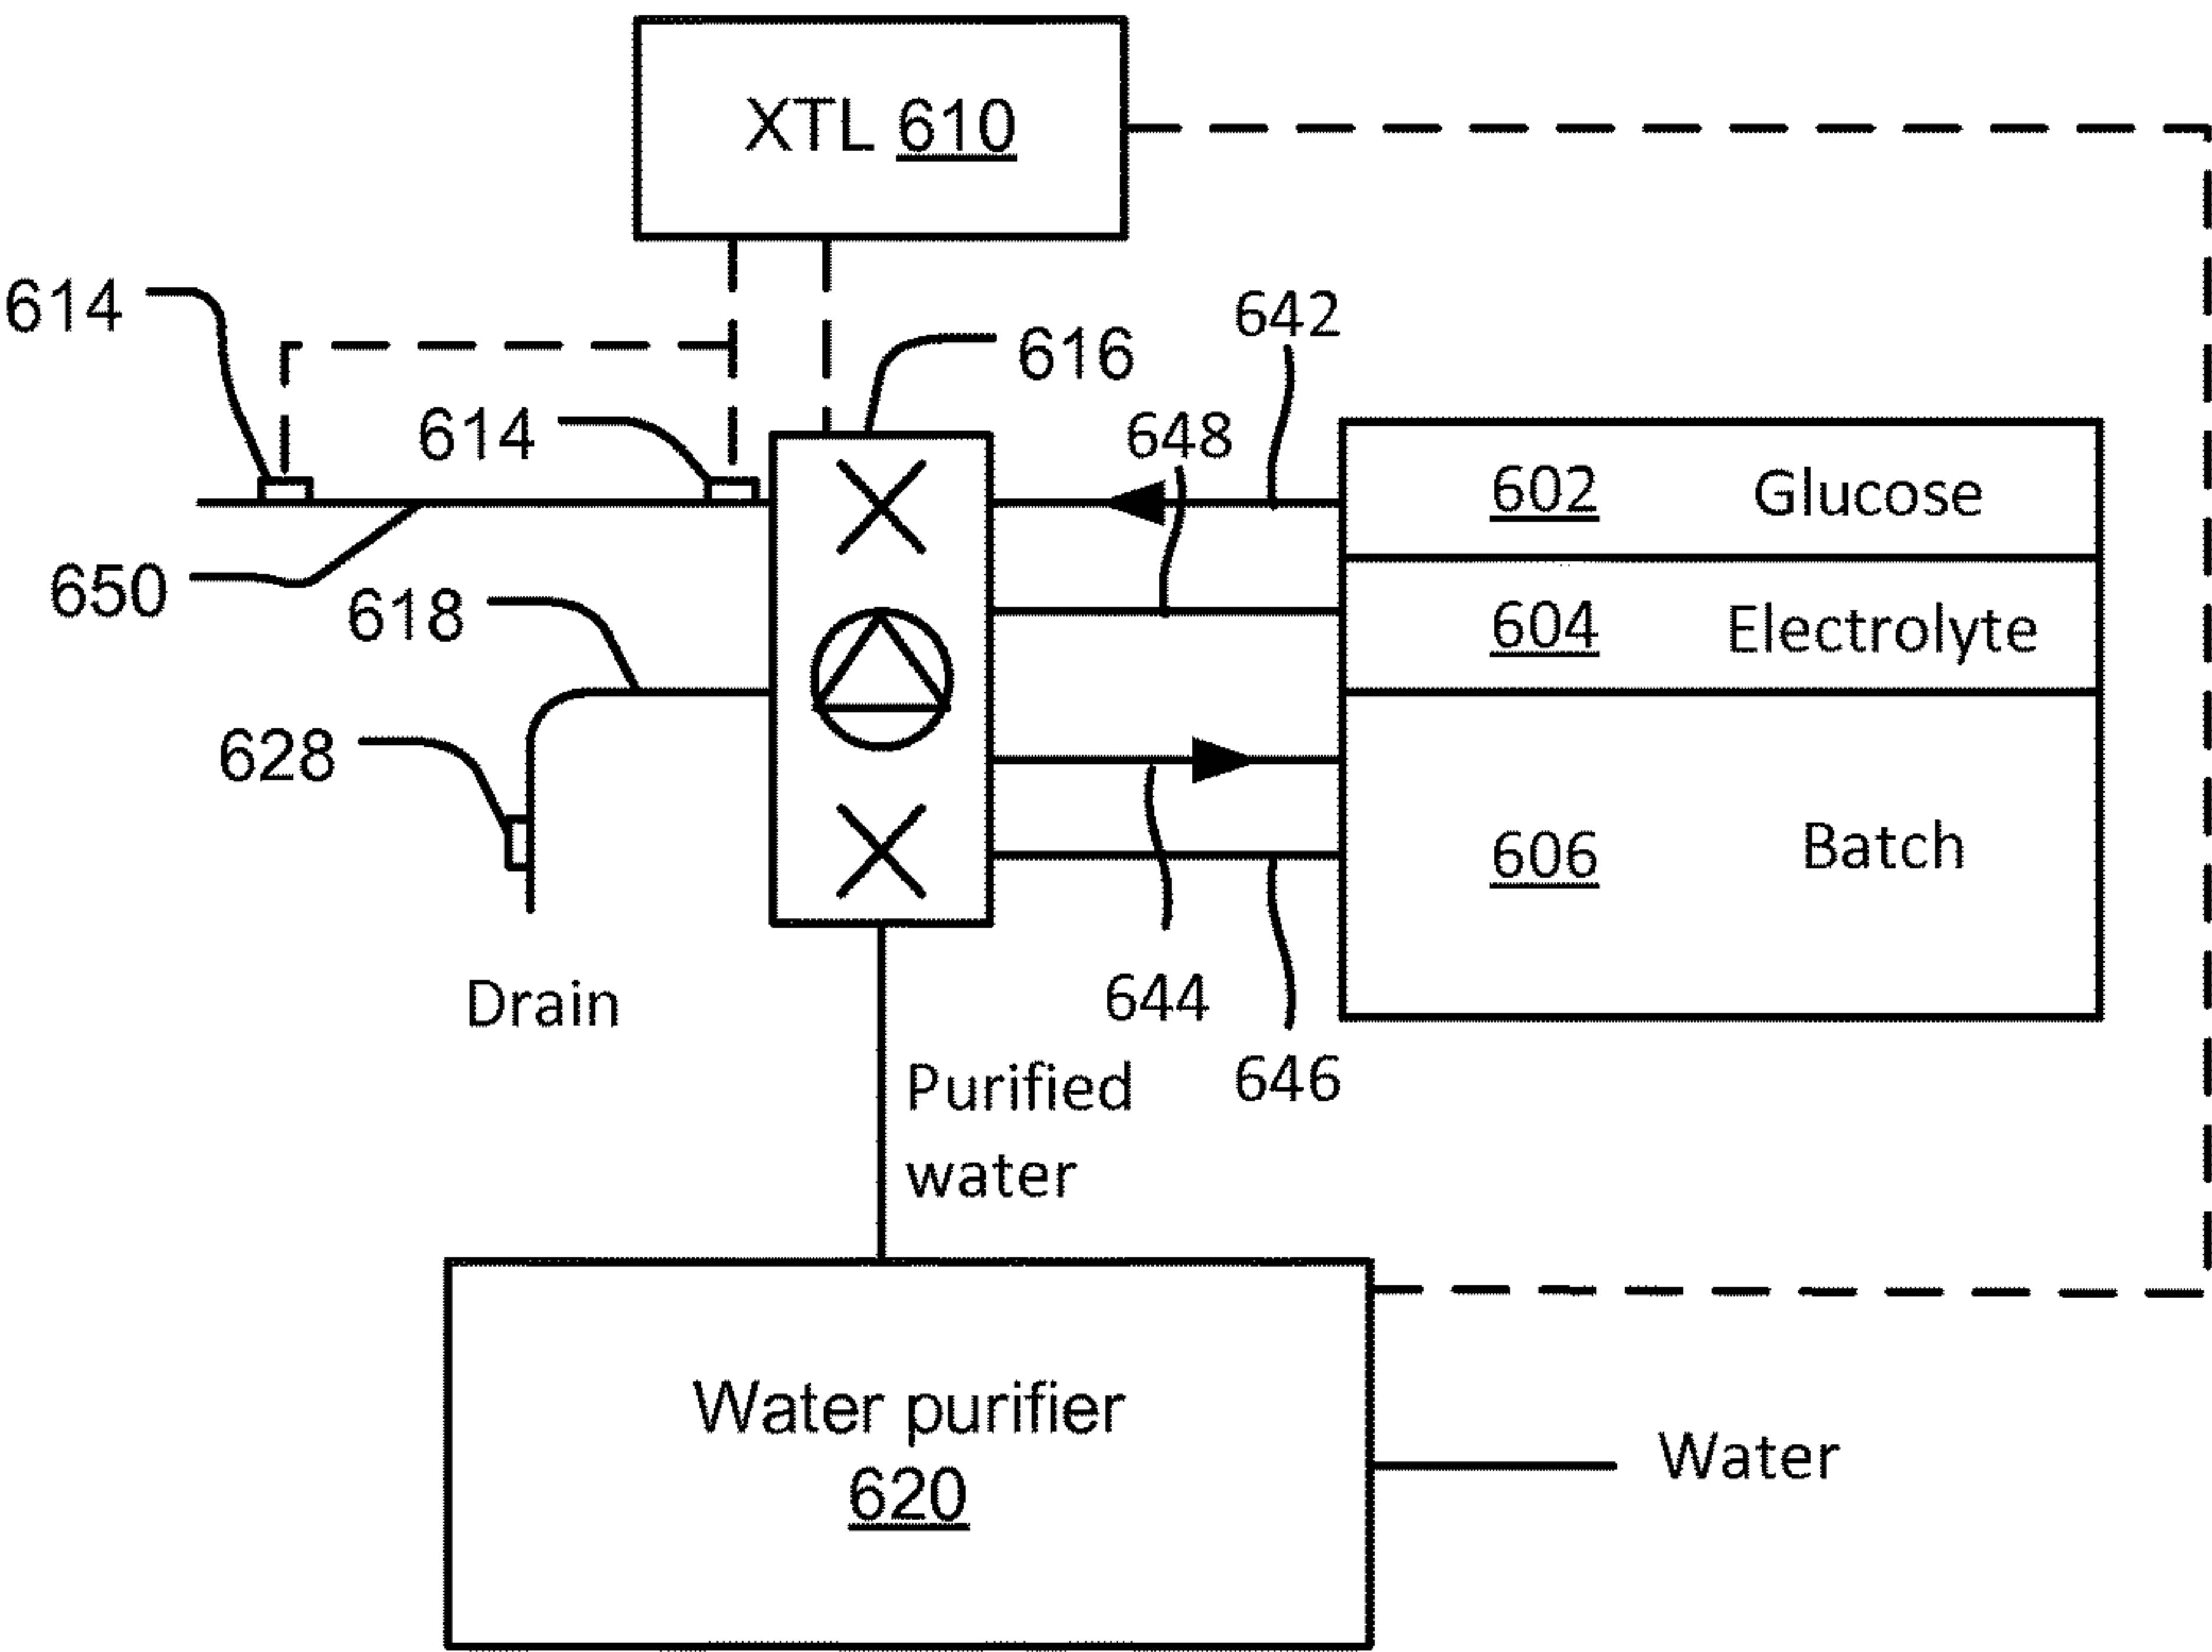 XTL 610
614
642
616
614
648
602 Glucose
650
618
604 Electrolyte
628
606 Batch
Drain
644
646
Purified
water
Water purifier
620
Water